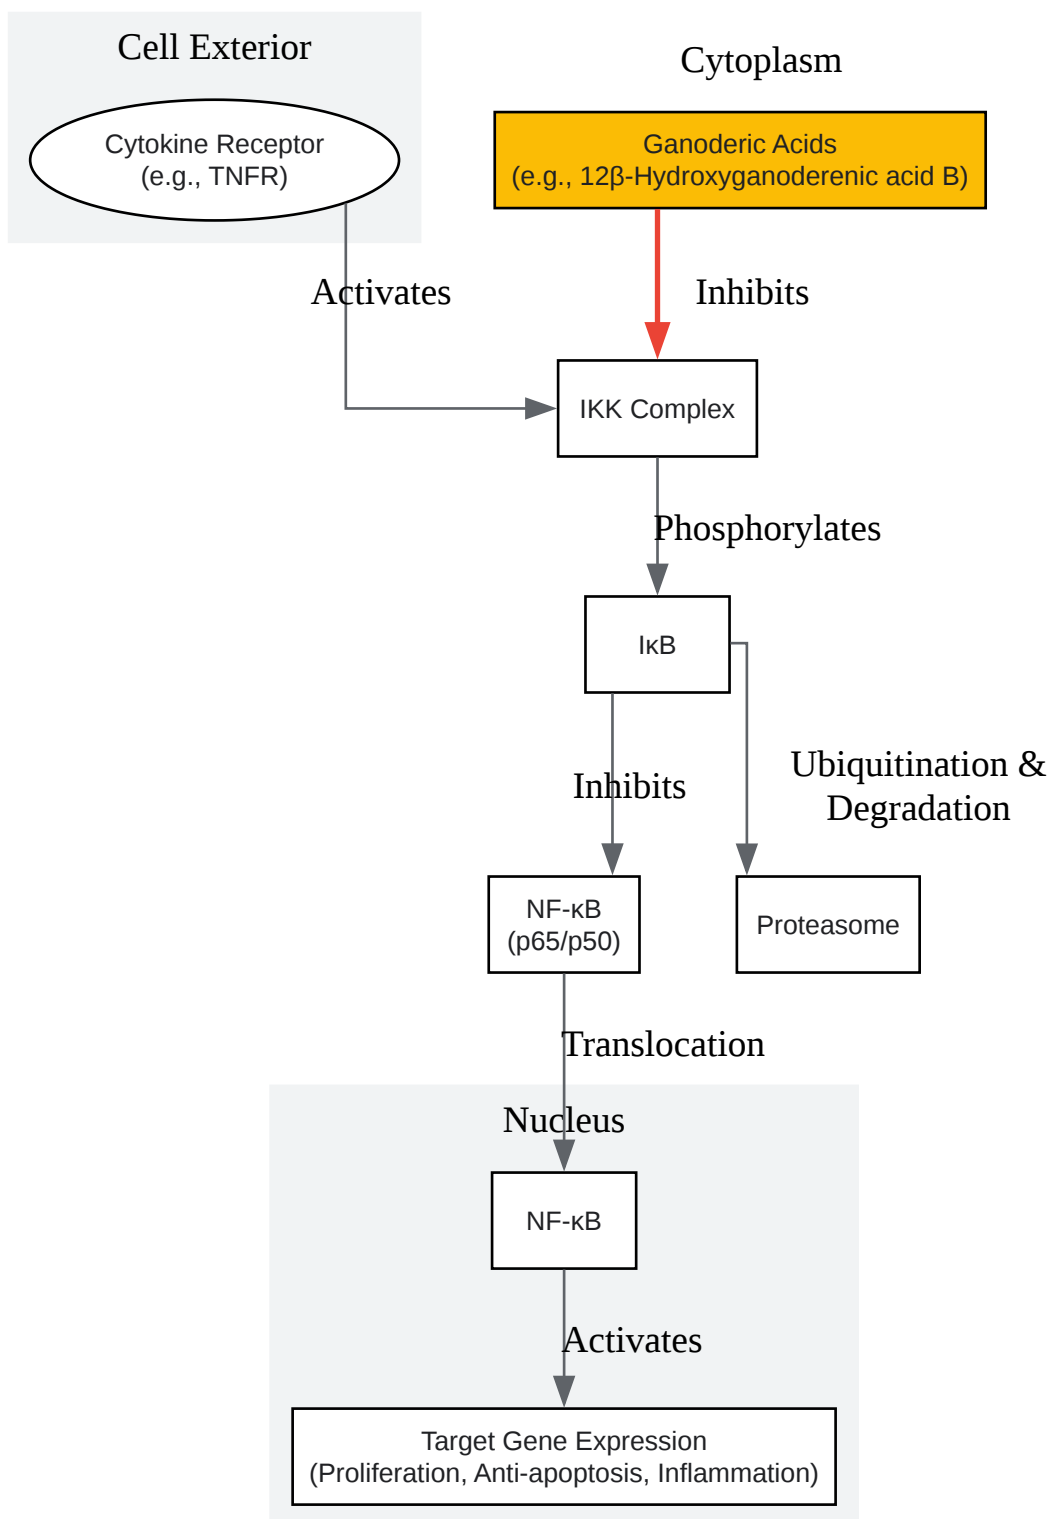 Cell Exterior
Cytokine Receptor
(e.g., TNFR)
Cytoplasm
Ganoderic Acids
(e.g., 12β-Hydroxyganoderenic acid B)
Activates
Inhibits
IKK Complex
Phosphorylates
IκB
Inhibits
Ubiquitination &
Degradation
NF-κB
(p65/p50)
Proteasome
Translocation
Nucleus
NF-κB
Activates
Target Gene Expression
(Proliferation, Anti-apoptosis, Inflammation)